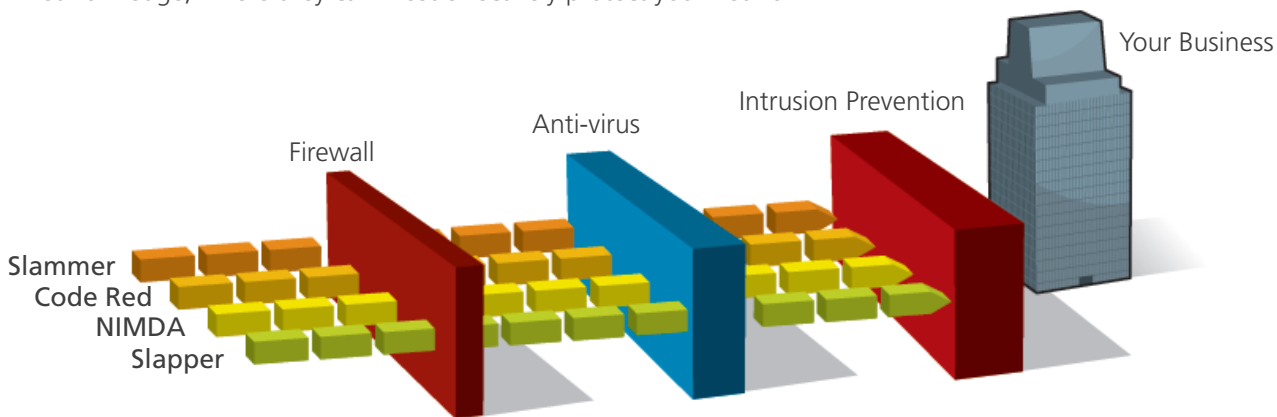 Your Business
Intrusion Prevention
Anti-virus
Firewall
Slammer
Code Red
NIMDA
Slapper